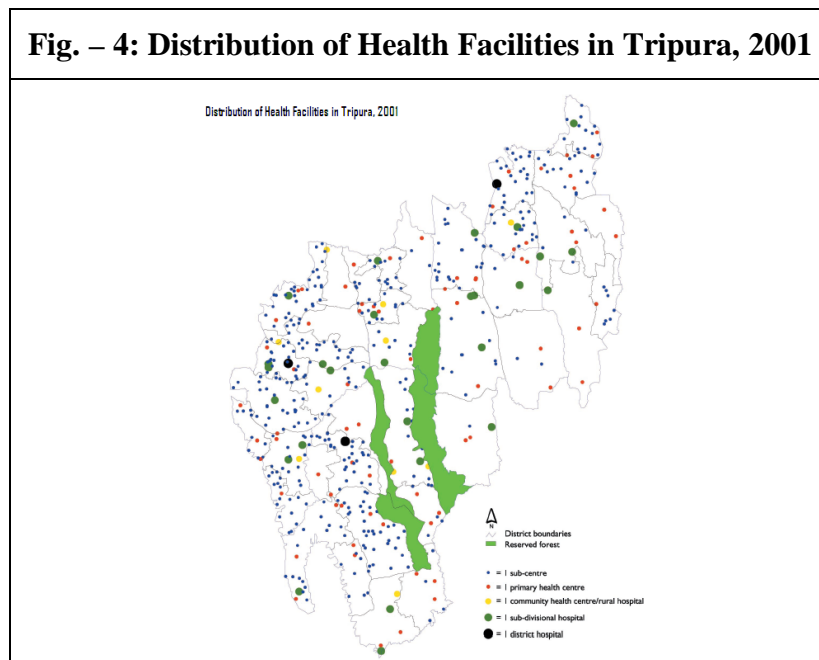 Fig. – 4: Distribution of Health Facilities in Tripura, 2001
Distribution of Health Facilities in Tripura, 2001
N
District boundaries
Reserved forest
= 1 sub-centre
= 1 primary health centre
= 1 community health centre/rural hospital
= 1 sub-divisional hospital
= 1 district hospital